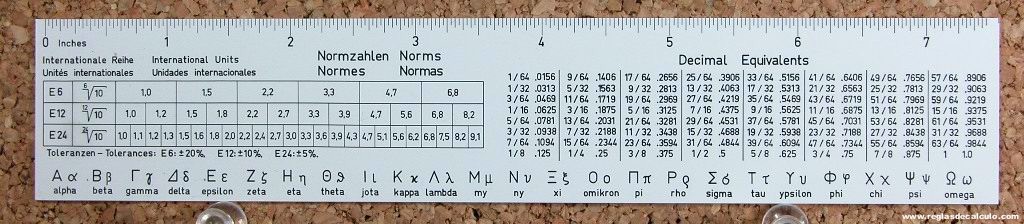 0 Inches 1 2 3 4 5 6 7
Internationale Reihe International Units Normzahlen Norms
Unités internationales Unidades internacionales Normes Normas
E6 ⁶√10 1,0 1,5 2,2 3,3 4,7 6,8
E12 ¹²√10 1,0 1,2 1,5 1,8 2,2 2,7 3,3 3,9 4,7 5,6 6,8 8,2
E24 ²⁴√10 1,0 1,1 1,2 1,3 1,5 1,6 1,8 2,0 2,2 2,4 2,7 3,0 3,3 3,6 3,9 4,3 4,7 5,1 5,6 6,2 6,8 7,5 8,2 9,1
Toleranzen – Tolerances: E6: ±20%, E12: ±10%, E24: ±5%.
Decimal Equivalents
1/64 .0156 9/64 .1406 17/64 .2656 25/64 .3906 33/64 .5156 41/64 .6406 49/64 .7656 57/64 .8906
1/32 .0313 5/32 .1563 9/32 .2813 13/32 .4063 17/32 .5313 21/32 .6563 25/32 .7813 29/32 .9063
3/64 .0469 11/64 .1719 19/64 .2969 27/64 .4219 35/64 .5469 43/64 .6719 51/64 .7969 59/64 .9219
1/16 .0625 3/16 .1875 5/16 .3125 7/16 .4375 9/16 .5625 11/16 .6875 13/16 .8125 15/16 .9375
5/64 .0781 13/64 .2031 21/64 .3281 29/64 .4531 37/64 .5781 45/64 .7031 53/64 .8281 61/64 .9531
3/32 .0938 7/32 .2188 11/32 .3438 15/32 .4688 19/32 .5938 23/32 .7188 27/32 .8438 31/32 .9688
7/64 .1094 15/64 .2344 23/64 .3594 31/64 .4844 39/64 .6094 47/64 .7344 55/64 .8594 63/64 .9844
1/8 .125 1/4 .25 3/8 .375 1/2 .5 5/8 .625 3/4 .75 7/8 .875 1 1.0
Αα Ββ Γγ Δδ Εε Ζζ Ηη Θϑ Ιι Κκ Λλ Μμ Νν Ξξ Οο Ππ Ρϱ Σσ Ττ Υυ Φφ Χχ Ψψ Ωω
alpha beta gamma delta epsilon zeta eta theta jota kappa lambda my ny xi omikron pi rho sigma tau ypsilon phi chi psi omega
www.reglasdecalculo.com